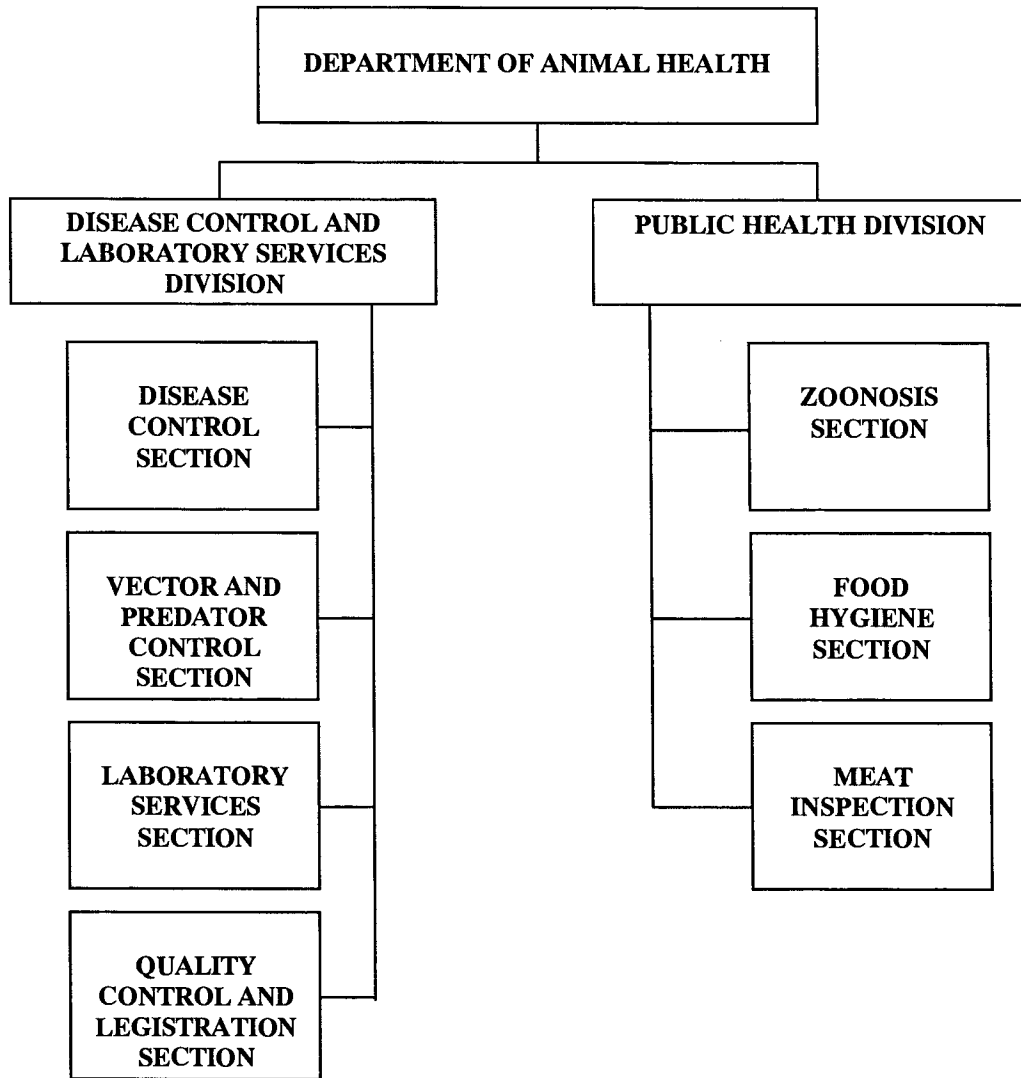 DEPARTMENT OF ANIMAL HEALTH
DISEASE CONTROL AND
LABORATORY SERVICES
DIVISION
DISEASE
CONTROL
SECTION
VECTOR AND
PREDATOR
CONTROL
SECTION
LABORATORY
SERVICES
SECTION
QUALITY
CONTROL AND
LEGISTRATION
SECTION
PUBLIC HEALTH DIVISION
ZOONOSIS
SECTION
FOOD
HYGIENE
SECTION
MEAT
INSPECTION
SECTION